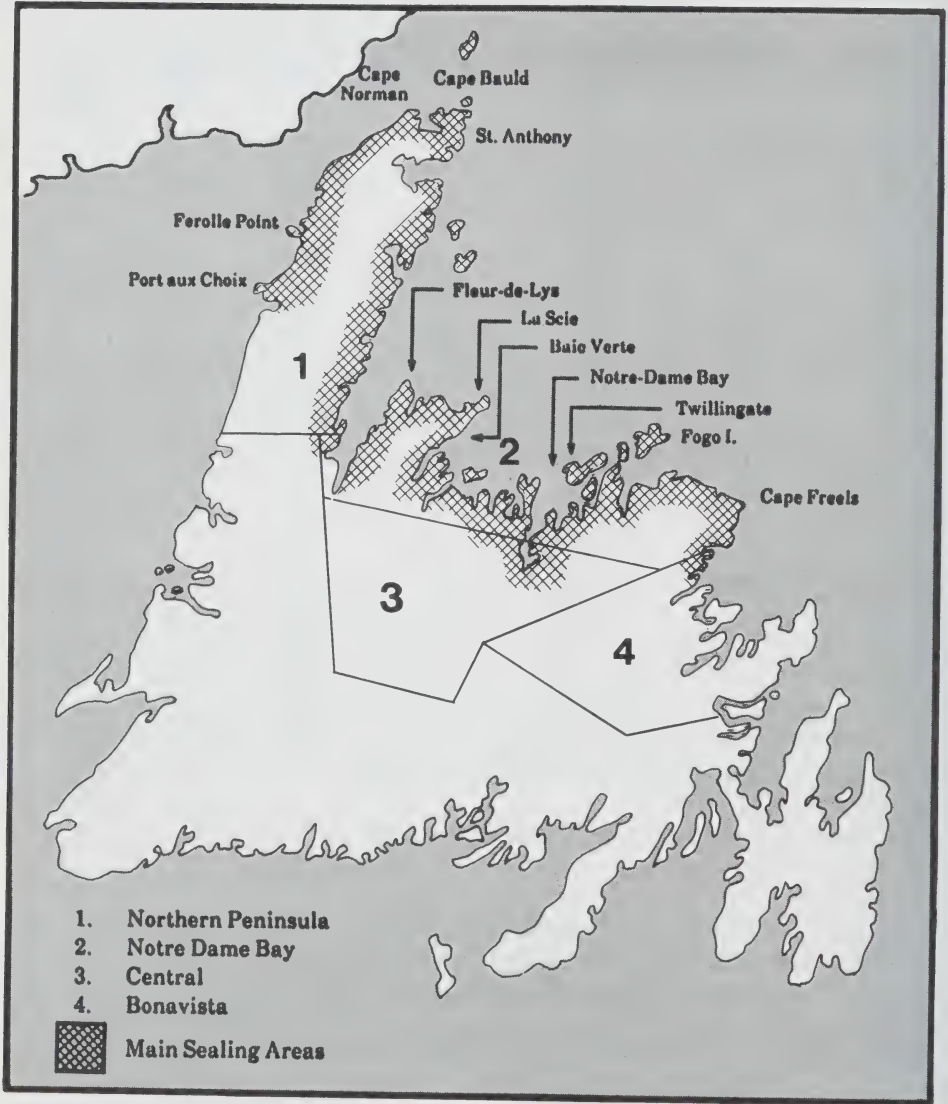 Cape
Norman
Cape Bauld
St. Anthony
Ferolle Point
Port aux Choix
Fleur-de-Lys
La Scie
Baie Verte
1
Notre-Dame Bay
Twillingate
2
Fogo I.
Cape Freels
3
4
1. Northern Peninsula
2. Notre Dame Bay
3. Central
4. Bonavista
Main Sealing Areas